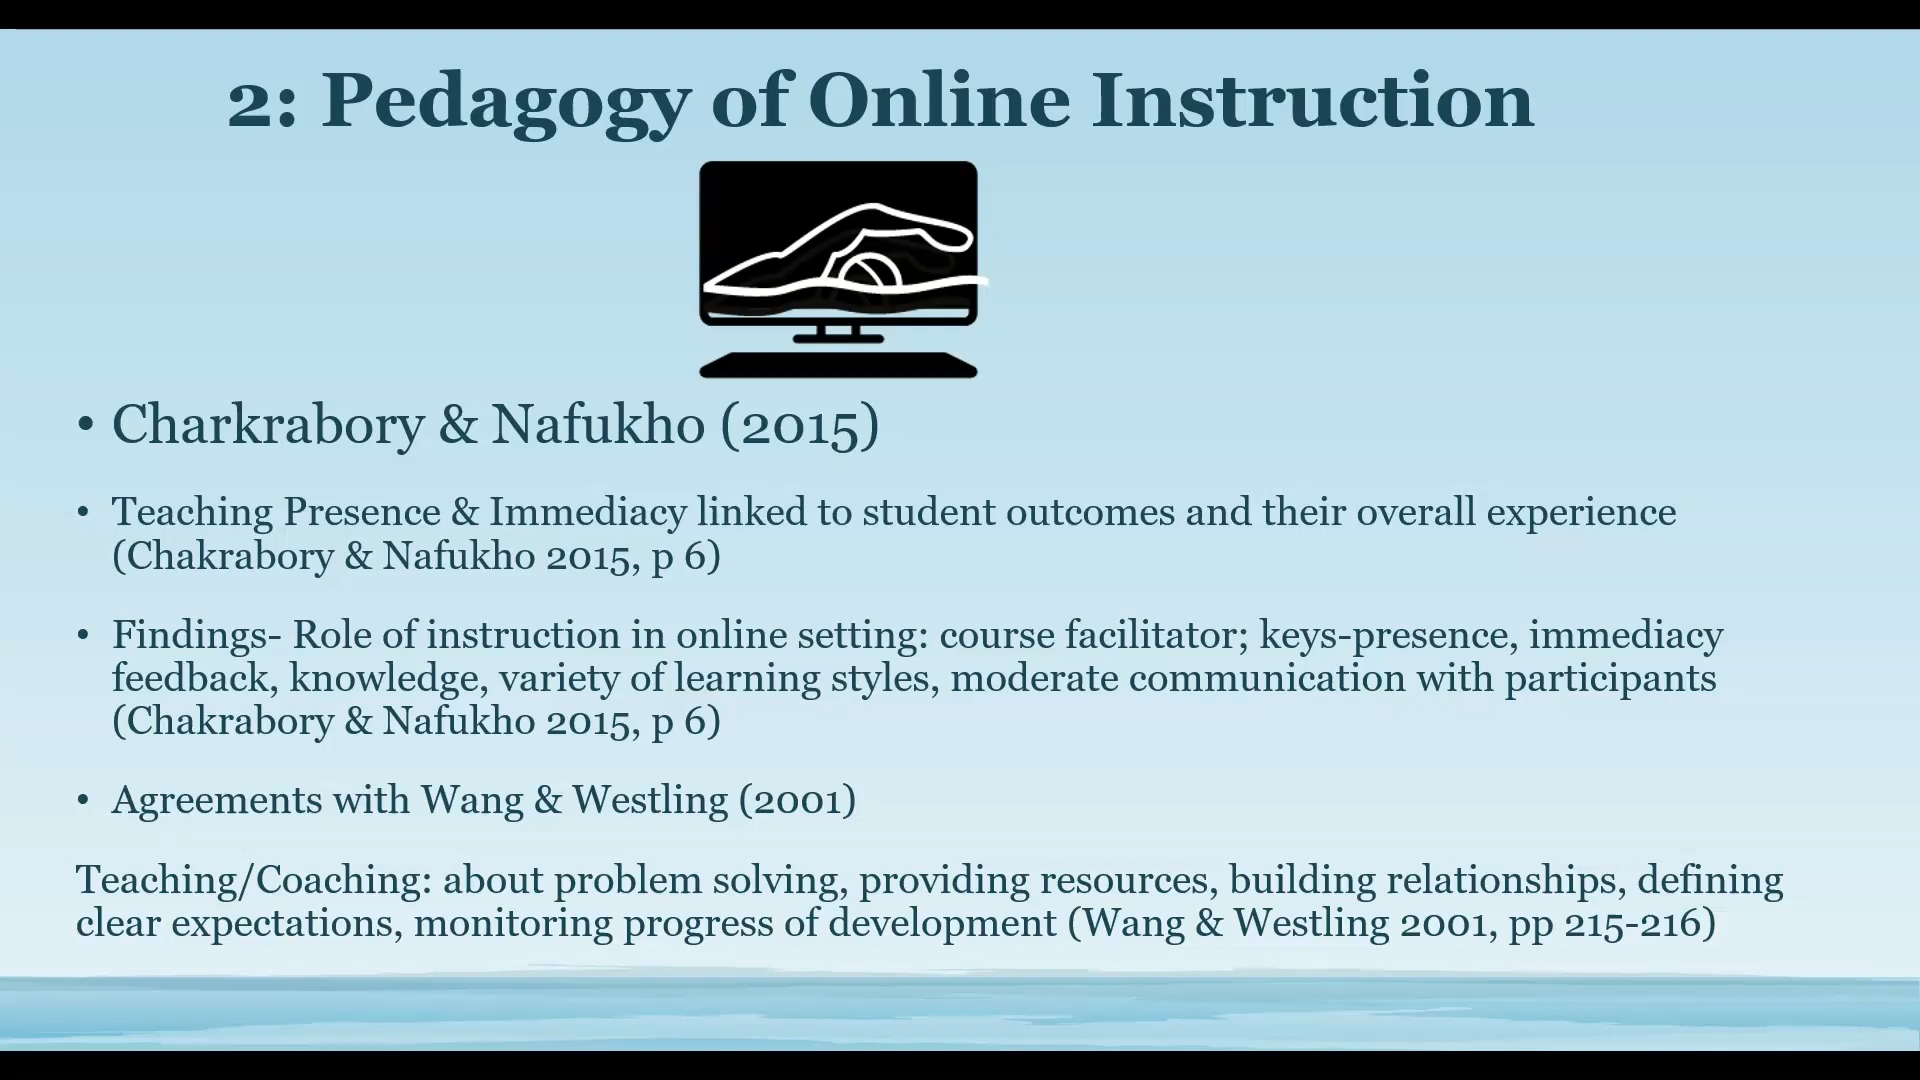 2: Pedagogy of Online Instruction
• Charkrabory & Nafukho (2015)
• Teaching Presence & Immediacy linked to student outcomes and their overall experience
(Chakrabory & Nafukho 2015, p 6)
• Findings- Role of instruction in online setting: course facilitator; keys-presence, immediacy
feedback, knowledge, variety of learning styles, moderate communication with participants
(Chakrabory & Nafukho 2015, p 6)
• Agreements with Wang & Westling (2001)
Teaching/Coaching: about problem solving, providing resources, building relationships, defining
clear expectations, monitoring progress of development (Wang & Westling 2001, pp 215-216)